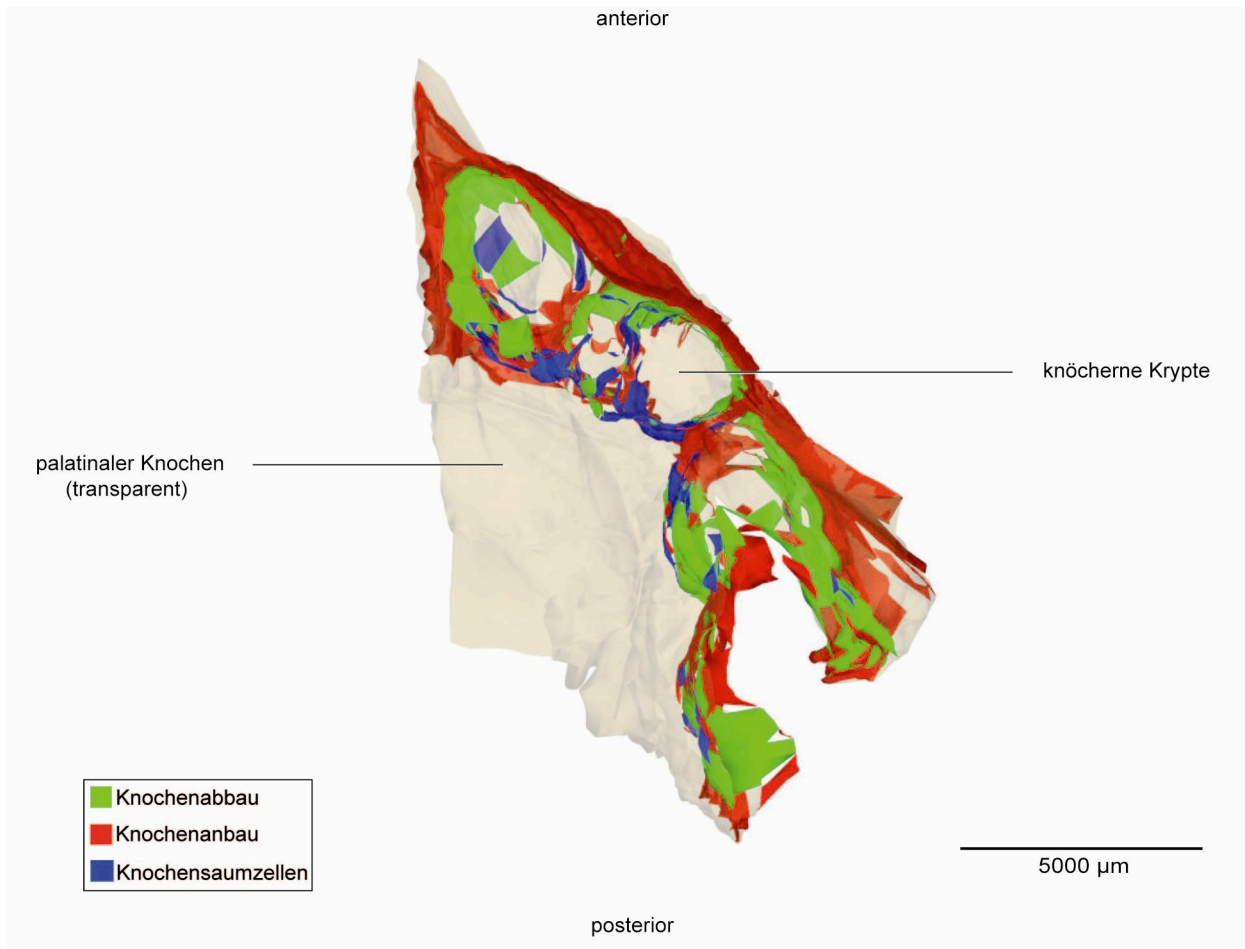 anterior
knöcherne Krypte
palatinaler Knochen
(transparent)
Knochenabbau
Knochenanbau
Knochensaumzellen
5000 µm
posterior